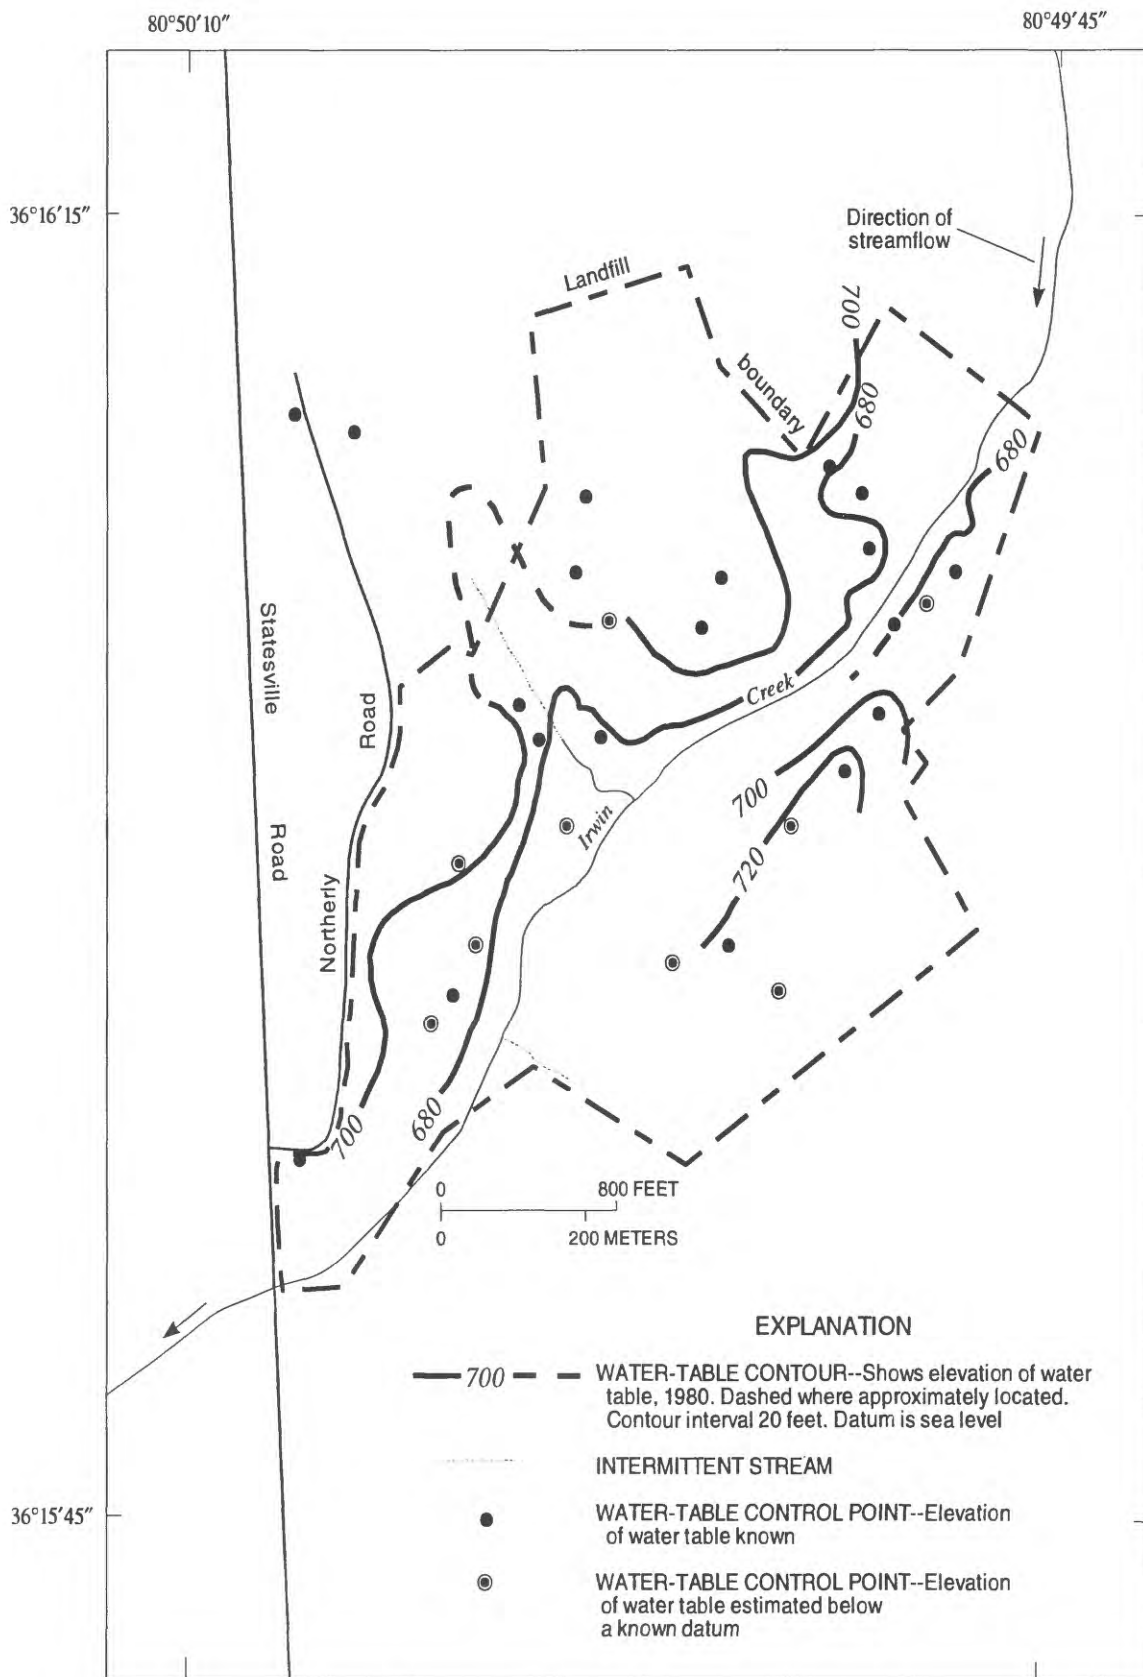 80°50'10"
80°49'45"
36°16'15"
Direction of
streamflow
Landfill
boundary
700
680
680
Statesville
Road
Road
Northerly
Creek
Irwin
700
720
700
680
0
800 FEET
0
200 METERS
EXPLANATION
700
WATER-TABLE CONTOUR--Shows elevation of water
table, 1980. Dashed where approximately located.
Contour interval 20 feet. Datum is sea level
INTERMITTENT STREAM
36°15'45"
WATER-TABLE CONTROL POINT--Elevation
of water table known
WATER-TABLE CONTROL POINT--Elevation
of water table estimated below
a known datum